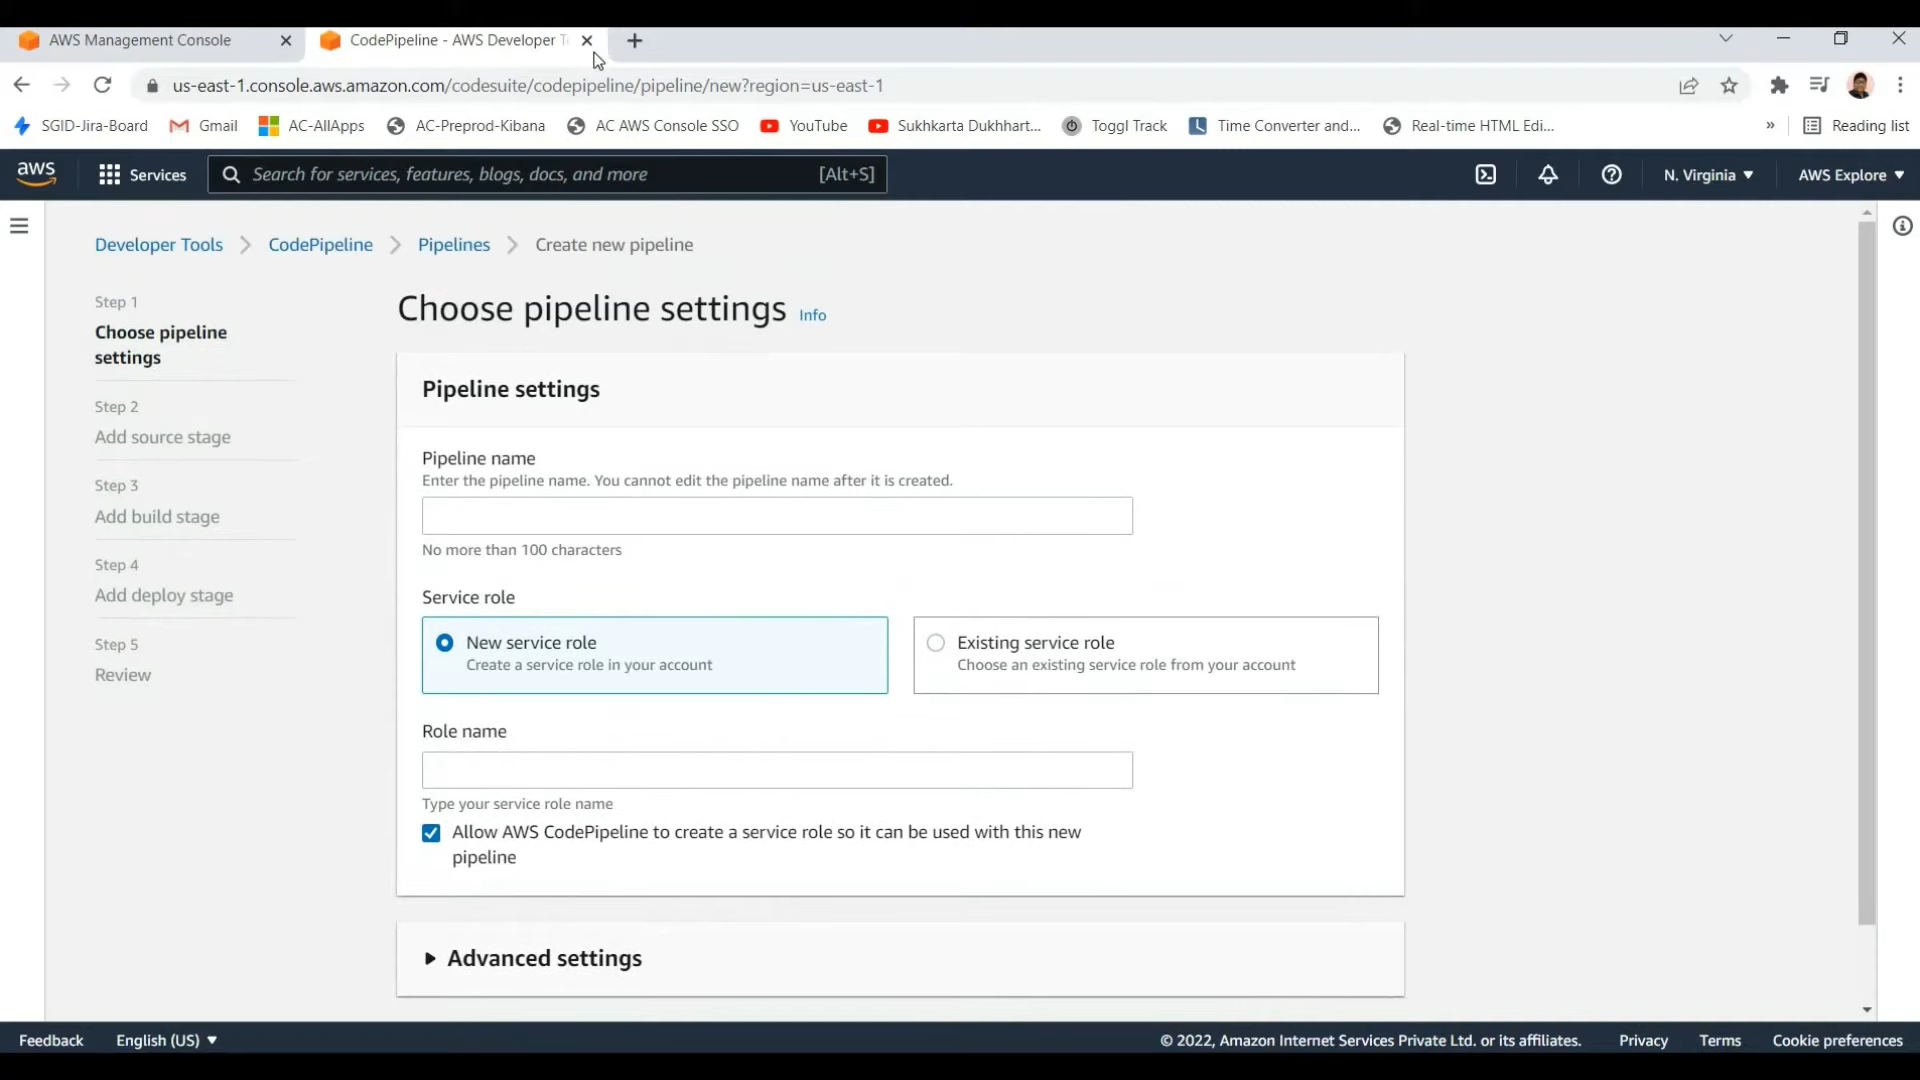 AWS Management Console
CodePipeline - AWS Developer T
us-east-1.console.aws.amazon.com/codesuite/codepipeline/pipeline/new?region=us-east-1
SGID-Jira-Board
Gmail
AC-AllApps
AC-Preprod-Kibana
AC AWS Console SSO
YouTube
Sukhkarta Dukhhart...
Toggl Track
Time Converter and...
Real-time HTML Edi...
»
Reading list
aws
Services
Search for services, features, blogs, docs, and more
[Alt+S]
N. Virginia
AWS Explore
Developer Tools
CodePipeline
Pipelines
Create new pipeline
Step 1
Choose pipeline
settings
Step 2
Add source stage
Step 3
Add build stage
Step 4
Add deploy stage
Step 5
Review
Choose pipeline settings Info
Pipeline settings
Pipeline name
Enter the pipeline name. You cannot edit the pipeline name after it is created.
No more than 100 characters
Service role
New service role
Create a service role in your account
Existing service role
Choose an existing service role from your account
Role name
Type your service role name
Allow AWS CodePipeline to create a service role so it can be used with this new
pipeline
Advanced settings
Feedback
English (US)
© 2022, Amazon Internet Services Private Ltd. or its affiliates.
Privacy
Terms
Cookie preferences